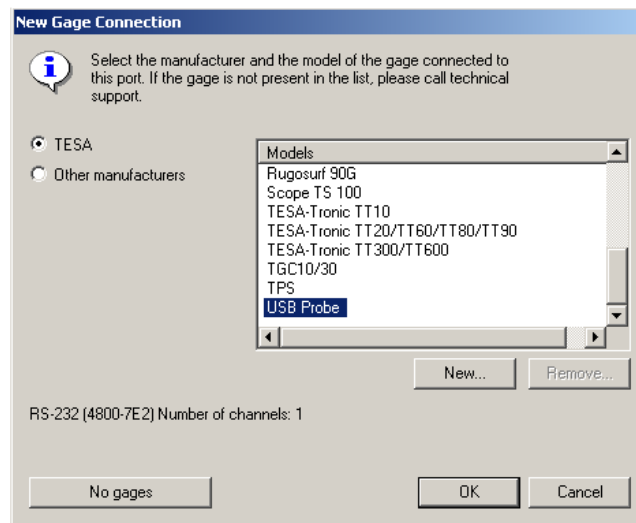 New Gage Connection
Select the manufacturer and the model of the gage connected to
this port. If the gage is not present in the list, please call technical
support.
TESA
Other manufacturers
Models
Rugosurf 90G
Scope TS 100
TESA-Tronic TT10
TESA-Tronic TT20/TT60/TT80/TT90
TESA-Tronic TT300/TT600
TGC10/30
TPS
USB Probe
New...
Remove...
RS-232 (4800-7E2) Number of channels: 1
No gages
OK
Cancel